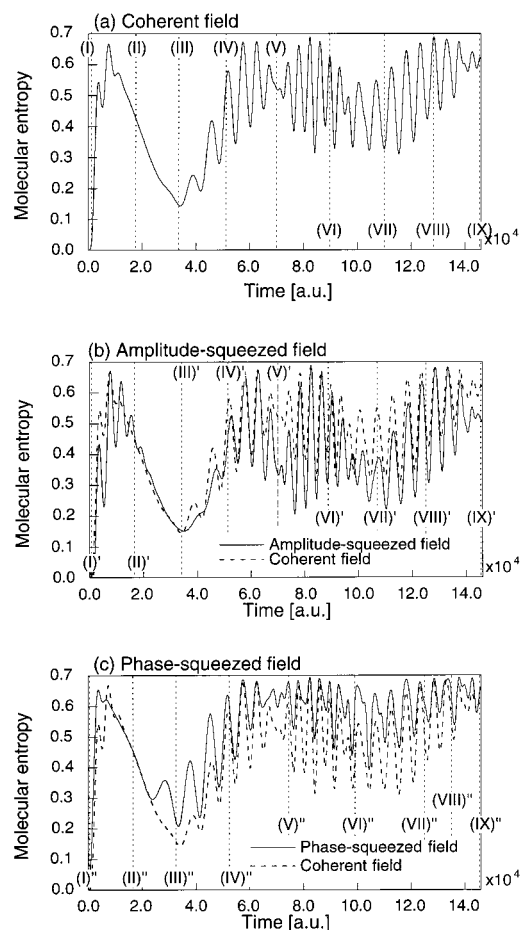 (a) Coherent field
0.7
(I) (II) (III) (IV) (V)
0.6
0.5
0.4
0.3
0.2
0.1
(VI) (VII) (VIII) (IX)
0.0
Molecular entropy
×10⁴
0.0 2.0 4.0 6.0 8.0 10.0 12.0 14.0
Time [a.u.]
(b) Amplitude-squeezed field
0.7
(III)' (IV)' (V)'
0.6
0.5
0.4
0.3
0.2
(VI)' (VII)' (VIII)' (IX)'
0.1
Amplitude-squeezed field
(I)' (II)' Coherent field
0.0
Molecular entropy
×10⁴
0.0 2.0 4.0 6.0 8.0 10.0 12.0 14.0
Time [a.u.]
(c) Phase-squeezed field
0.7
0.6
0.5
0.4
0.3
(VIII)"
0.2
(V)" (VI)" (VII)" (IX)"
0.1
Phase-squeezed field
Coherent field
(I)" (II)" (III)" (IV)"
0.0
Molecular entropy
×10⁴
0.0 2.0 4.0 6.0 8.0 10.0 12.0 14.0
Time [a.u.]